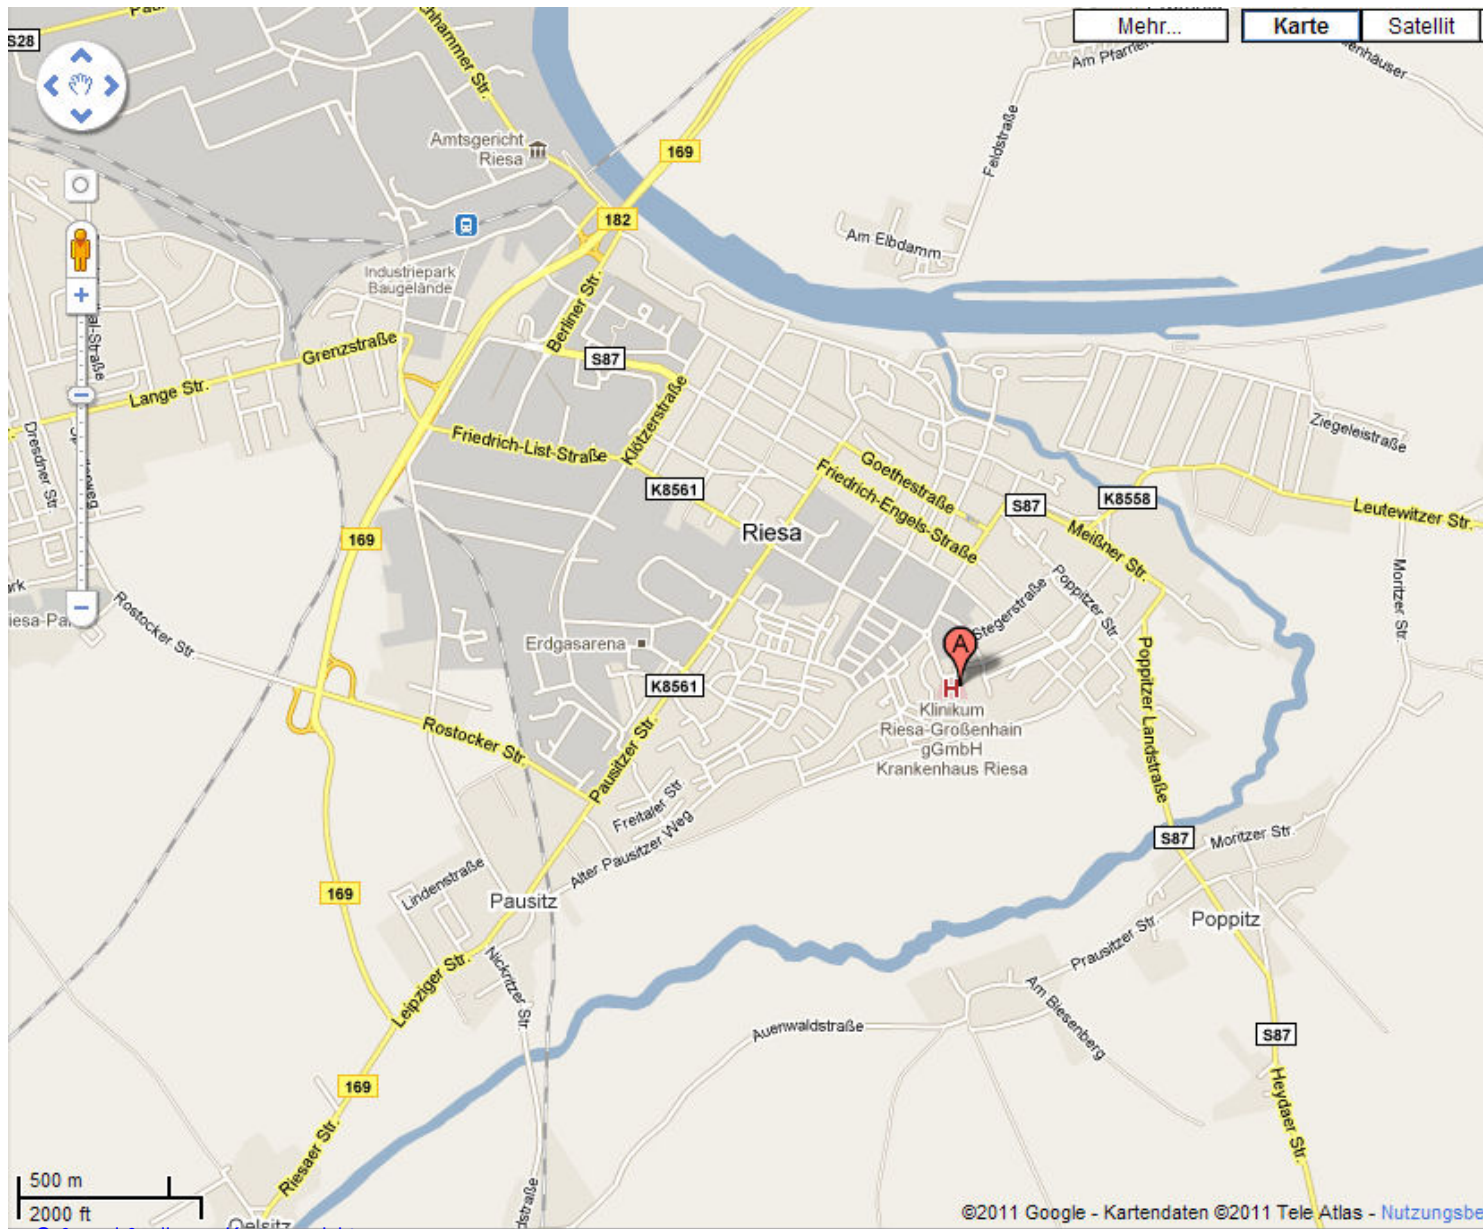 Mehr...
Karte
Satellit
S28
Am Pfarrlehn
Feldstraße
Amtsgericht
Riesa
169
182
Am Elbdamm
Industriepark
Baugelände
Berliner Str.
S87
Grenzstraße
Lange Str.
Klötzerstraße
Friedrich-List-Straße
Dresdner Str.
Goethestraße
Friedrich-Engels-Straße
Ziegeleistraße
K8561
S87
K8558
Leutewitzer Str.
Riesa
169
Meißner Str.
Poppitzer Str
Moritzer Str.
Rostocker Str.
Stegerstraße
Erdgasarena
A
K8561
H
Klinikum
Riesa-Großenhain
gGmbH
Krankenhaus Riesa
Poppitzer Landstraße
Rostocker Str.
Pausitzer Str.
Freitaler Str.
Alter Pausitzer Weg
S87
Moritzer Str.
169
Lindenstraße
Pausitz
Poppitz
Prausitzer Str
Leipziger Str.
Nickritzer Str.
Auenwaldstraße
Am Biesenberg
S87
169
Heydaer Str.
Riesaer Str.
500 m
2000 ft
Oelsitz
©2011 Google - Kartendaten ©2011 Tele Atlas - Nutzungsbe